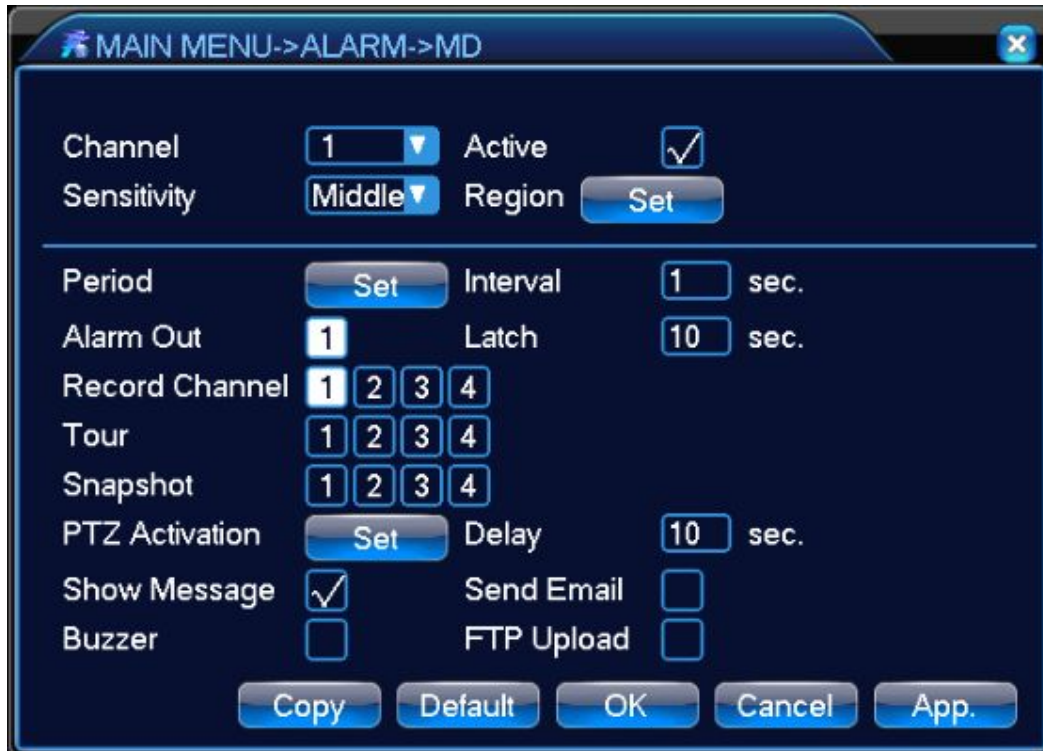 MAIN MENU->ALARM->MD
Channel 1 Active
Sensitivity Middle Region Set
Period Set Interval 1 sec.
Alarm Out 1 Latch 10 sec.
Record Channel 1 2 3 4
Tour 1 2 3 4
Snapshot 1 2 3 4
PTZ Activation Set Delay 10 sec.
Show Message Send Email
Buzzer FTP Upload
Copy Default OK Cancel App.